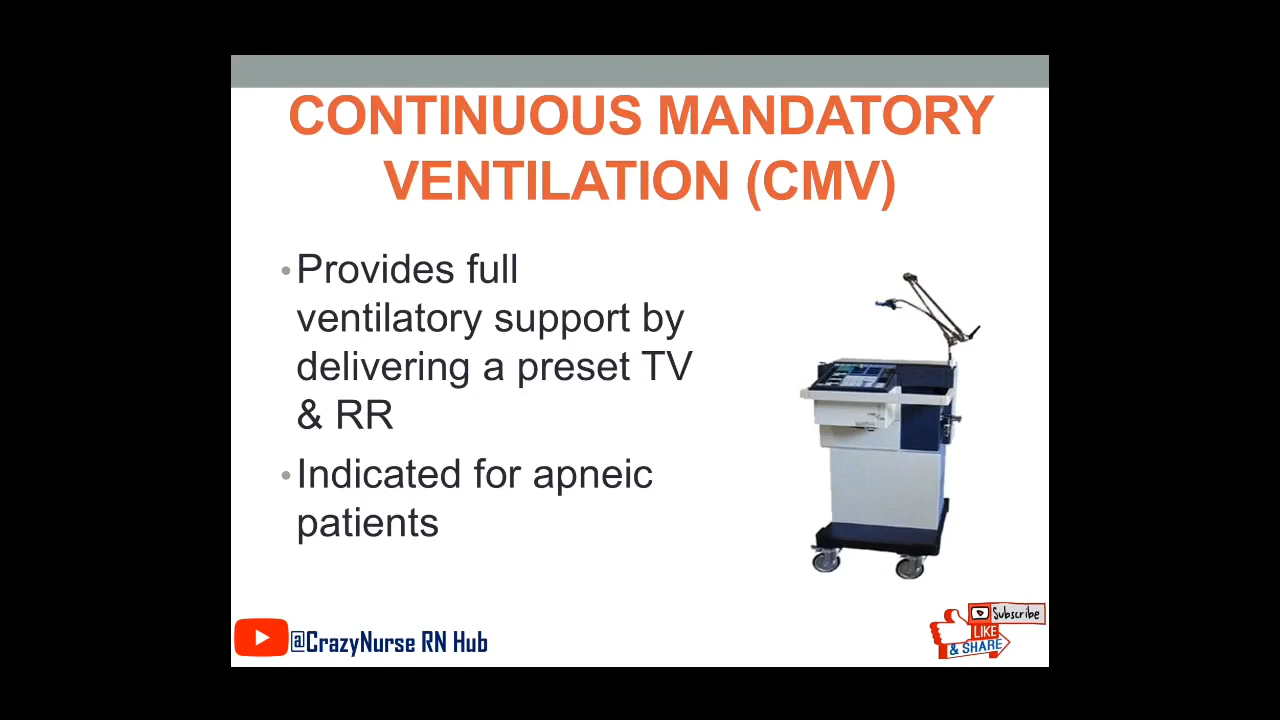 CONTINUOUS MANDATORY
VENTILATION (CMV)
•Provides full
ventilatory support by
delivering a preset TV
& RR
•Indicated for apneic
patients
@CrazyNurse RN Hub
Subscribe
LIKE
& SHARE